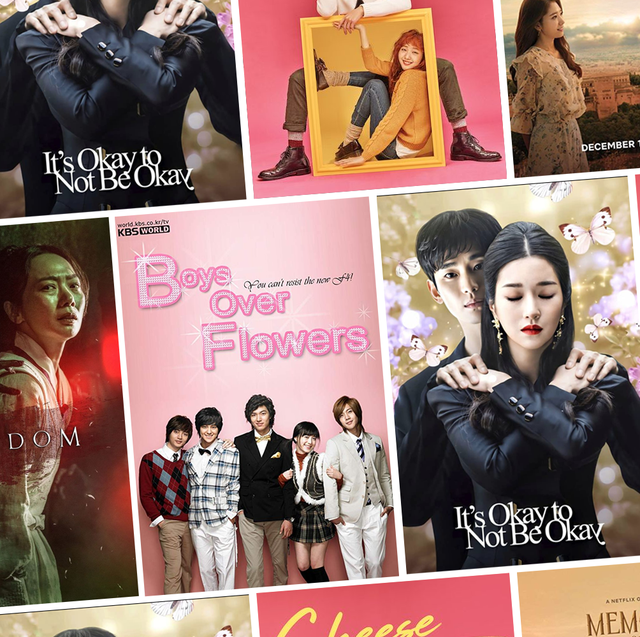 It's Okay to
Not Be Okay
DECEMBER 1
world.kbs.co.kr/tv
KBS WORLD
Boys
You can't resist the new F4!
Over
Flowers
DOM
It's Okay to
Not Be Okay
Cheese
A NETFLIX O
MEM